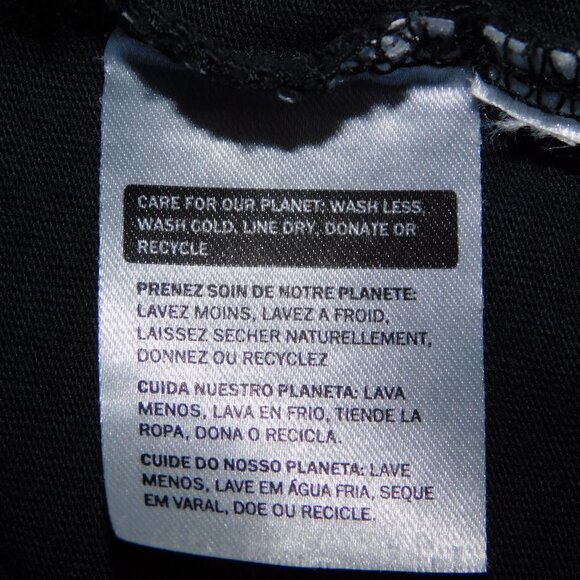 CARE FOR OUR PLANET: WASH LESS,
WASH COLD, LINE DRY, DONATE OR
RECYCLE
PRENEZ SOIN DE NOTRE PLANETE:
LAVEZ MOINS, LAVEZ A FROID,
LAISSEZ SECHER NATURELLEMENT,
DONNEZ OU RECYCLEZ
CUIDA NUESTRO PLANETA: LAVA
MENOS, LAVA EN FRIO, TIENDE LA
ROPA, DONA O RECICLA.
CUIDE DO NOSSO PLANETA: LAVE
MENOS, LAVE EM ÁGUA FRIA, SEQUE
EM VARAL, DOE OU RECICLE.